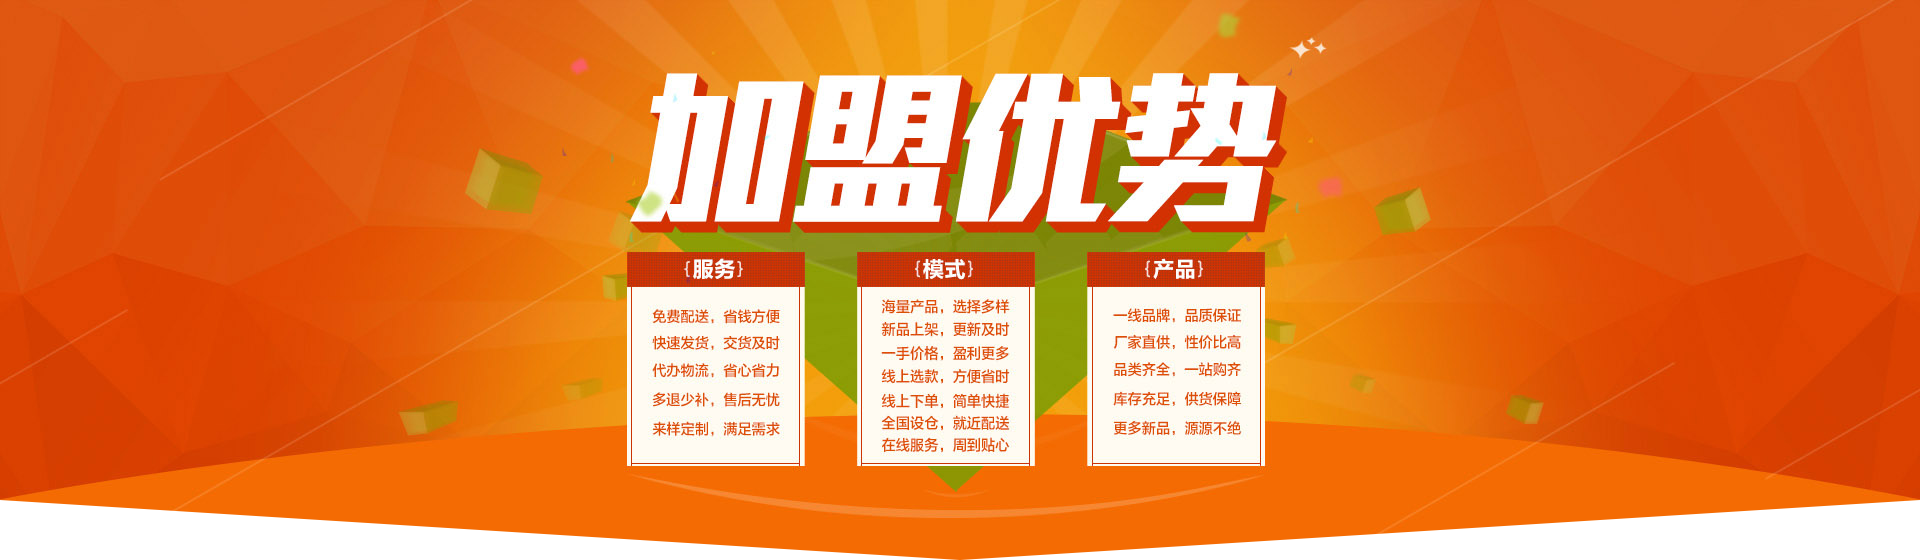 加盟优势
{服务}
免费配送，省钱方便
快速发货，交货及时
代办物流，省心省力
多退少补，售后无忧
来样定制，满足需求
{模式}
海量产品，选择多样
新品上架，更新及时
一手价格，盈利更多
线上选款，方便省时
线上下单，简单快捷
全国设仓，就近配送
在线服务，周到贴心
{产品}
一线品牌，品质保证
厂家直供，性价比高
品类齐全，一站购齐
库存充足，供货保障
更多新品，源源不绝